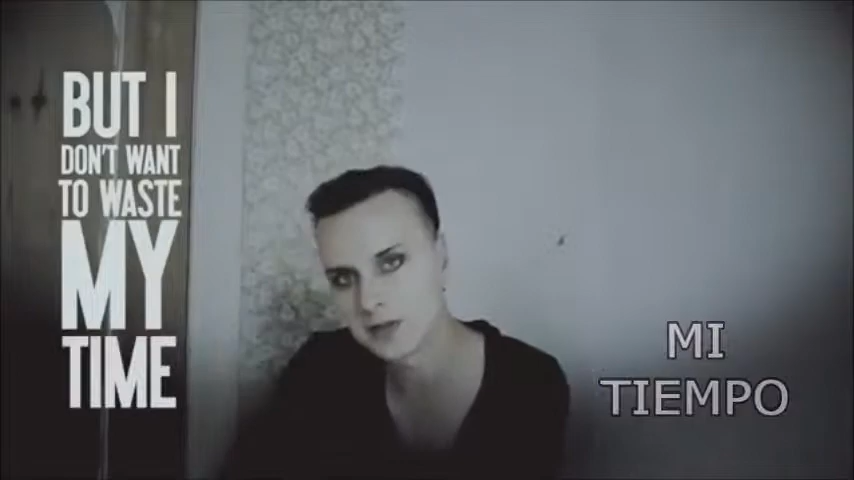 BUT I
DON'T WANT
TO WASTE
MY
TIME
MI
TIEMPO